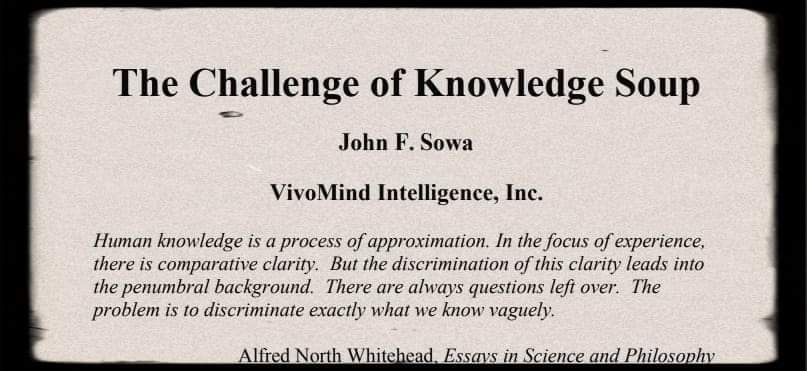 The Challenge of Knowledge Soup
John F. Sowa
VivoMind Intelligence, Inc.
Human knowledge is a process of approximation. In the focus of experience,
there is comparative clarity. But the discrimination of this clarity leads into
the penumbral background. There are always questions left over. The
problem is to discriminate exactly what we know vaguely.
Alfred North Whitehead, Essays in Science and Philosophy